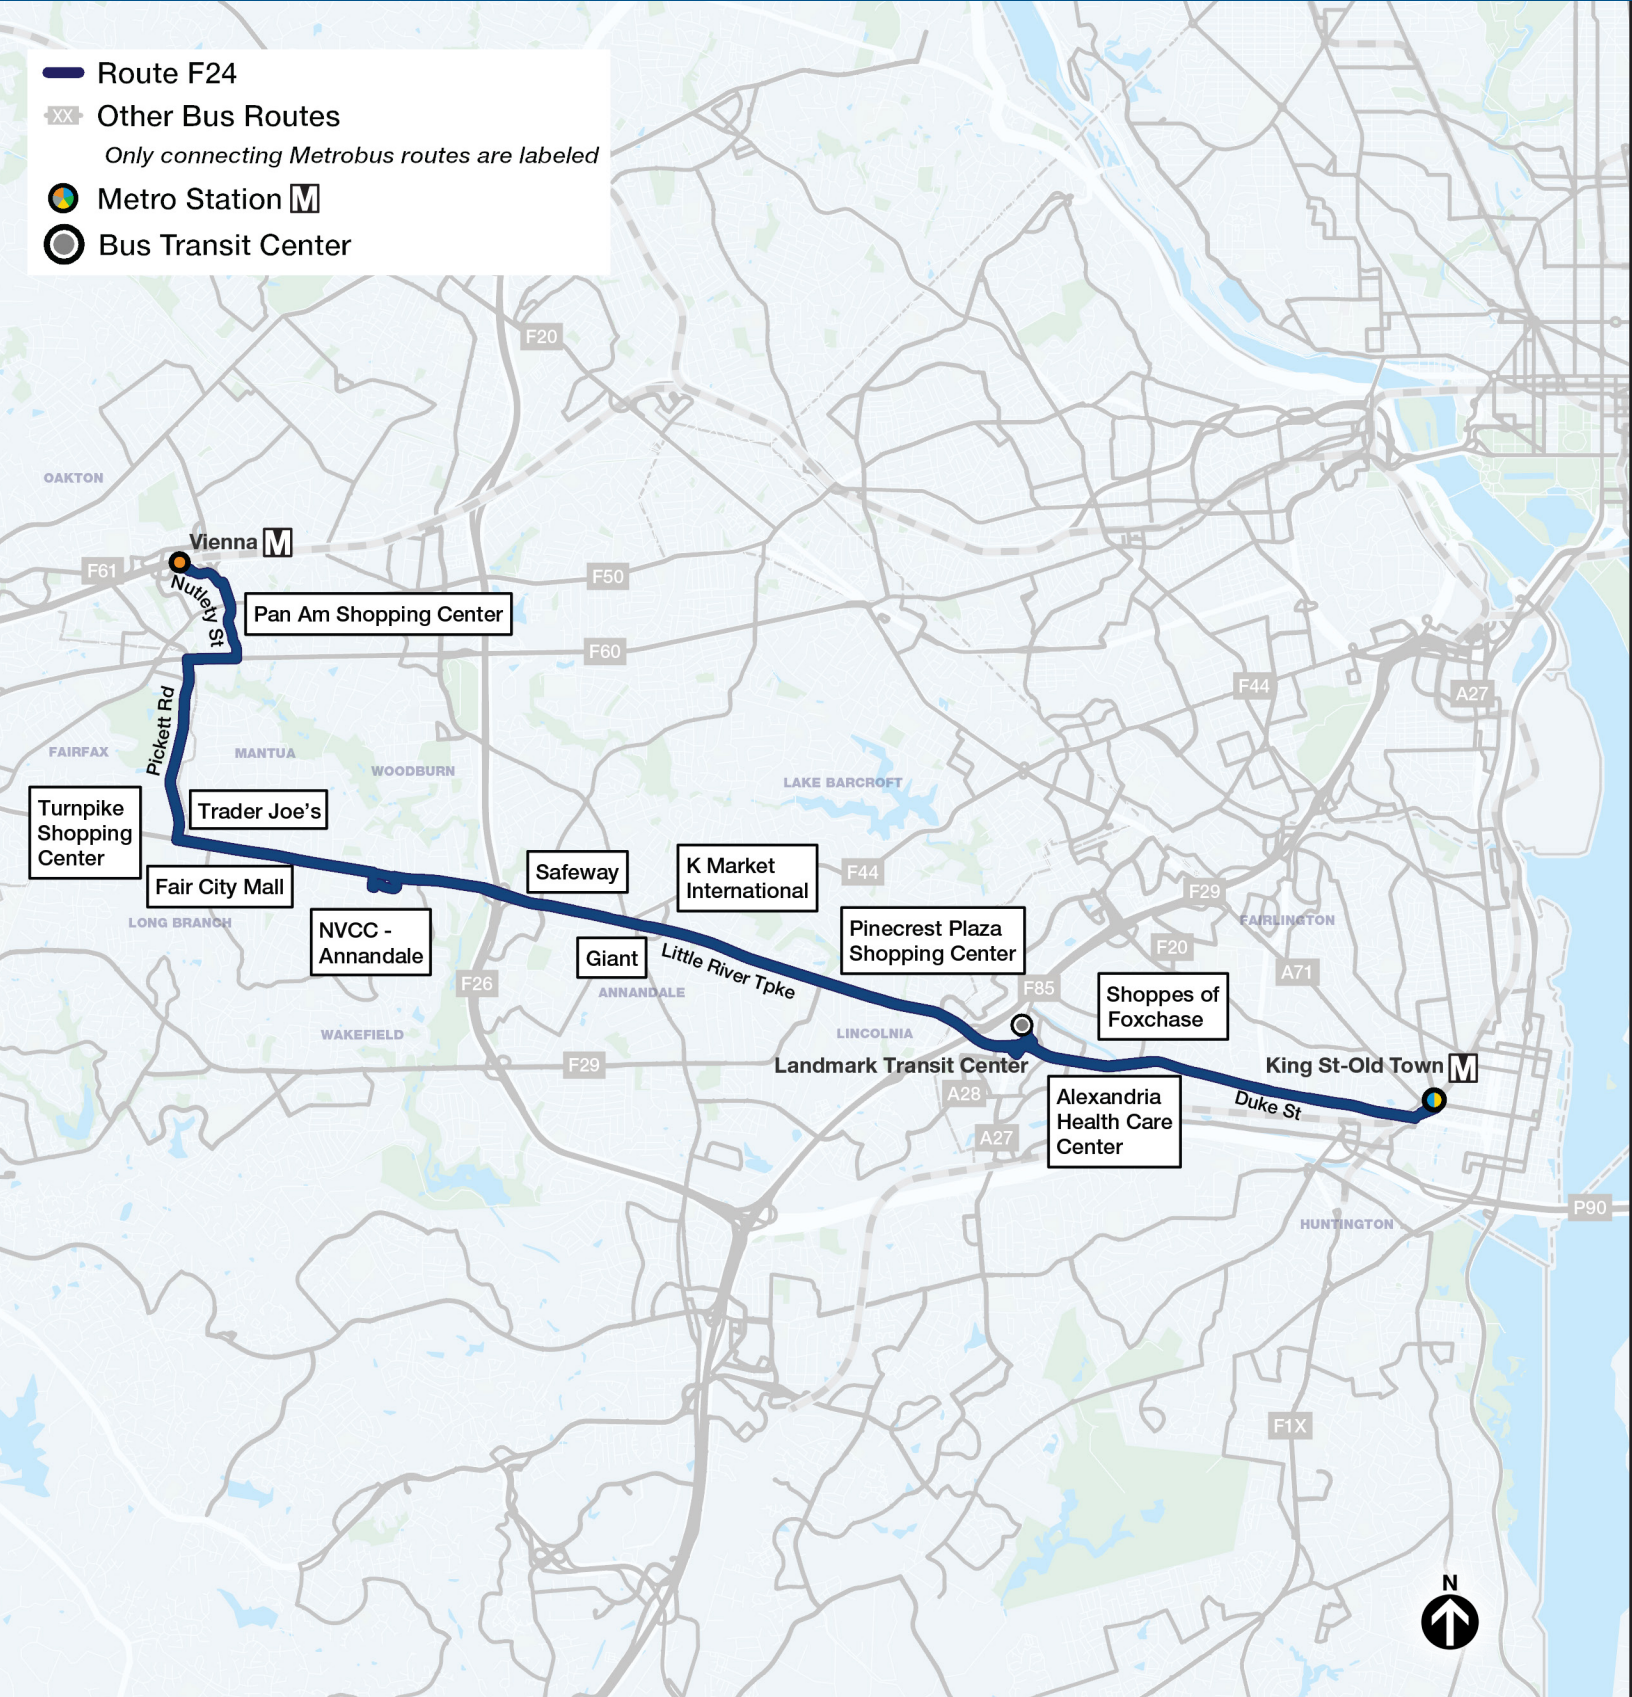 Route F24
XX Other Bus Routes
Only connecting Metrobus routes are labeled
Metro Station M
Bus Transit Center
F20
OAKTON
Vienna M
F61
Nutlety St
F50
Pan Am Shopping Center
F60
F44
A27
Pickett Rd
FAIRFAX
MANTUA
WOODBURN
LAKE BARCROFT
Turnpike
Shopping
Center
Trader Joe's
Fair City Mall
Safeway
K Market
International
F44
F29
LONG BRANCH
NVCC -
Annandale
Giant
Little River Tpke
Pinecrest Plaza
Shopping Center
FAIRLINGTON
F20
A71
F26
ANNANDALE
F85
Shoppes of
Foxchase
WAKEFIELD
LINCOLNIA
F29
Landmark Transit Center
King St-Old Town M
A28
Alexandria
Health Care
Center
Duke St
A27
P90
HUNTINGTON
F1X
N